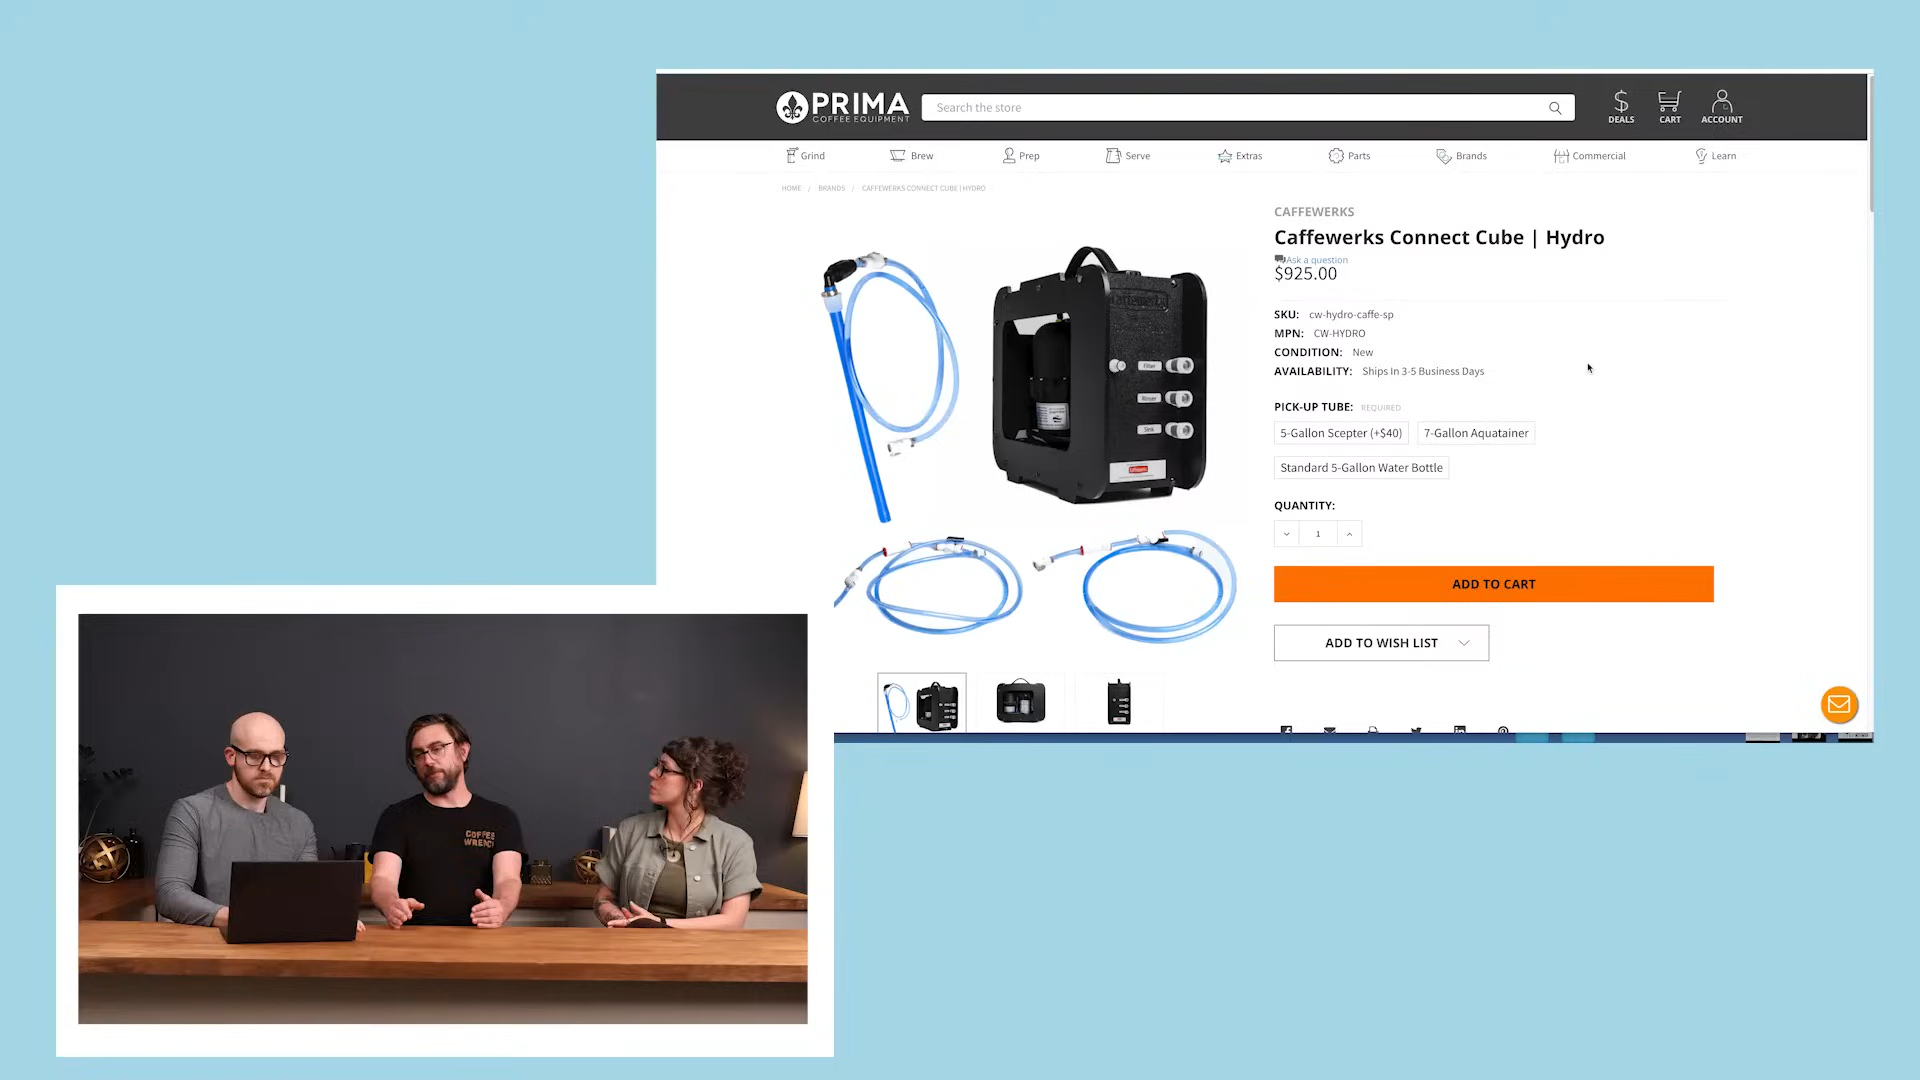 PRIMA
COFFEE EQUIPMENT
Search the store
DEALS
CART
ACCOUNT
Grind
Brew
Prep
Serve
Extras
Parts
Brands
Commercial
Learn
HOME / BRANDS / CAFFEWERKS CONNECT CUBE | HYDRO
CAFFEWERKS
Caffewerks Connect Cube | Hydro
Ask a question
$925.00
SKU: cw-hydro-caffe-sp
MPN: CW-HYDRO
CONDITION: New
AVAILABILITY: Ships In 3-5 Business Days
PICK-UP TUBE: REQUIRED
5-Gallon Scepter (+$40)
7-Gallon Aquatainer
Standard 5-Gallon Water Bottle
QUANTITY:
1
ADD TO CART
ADD TO WISH LIST
Filter
Rinser
Sink
COFFEE
WRENCH